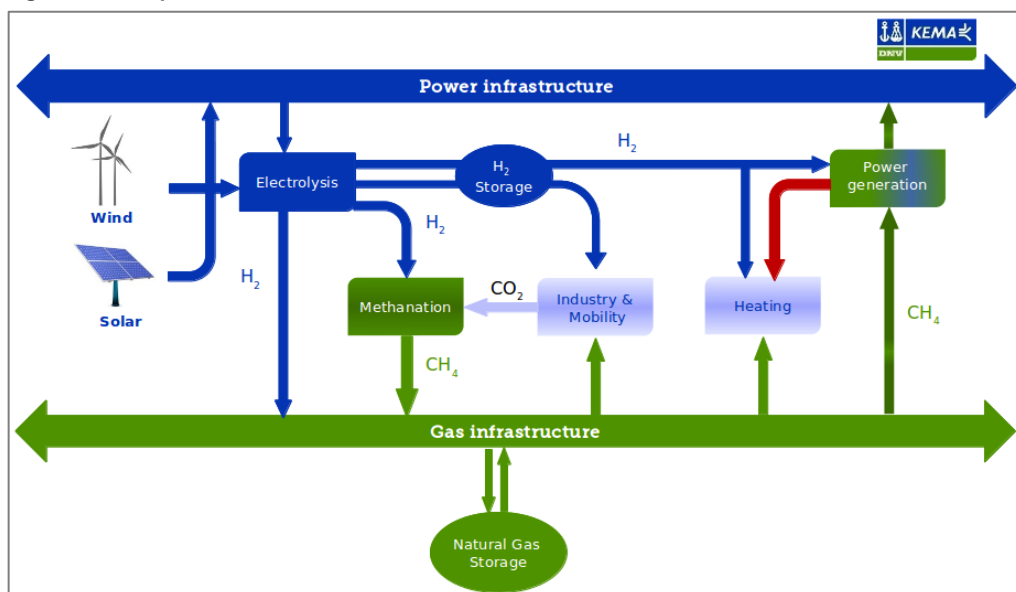 KEMA
DNV
Power infrastructure
H₂
Electrolysis
H₂
Storage
Power
generation
Wind
H₂
H₂
Solar
CO₂
Methanation
Industry &
Mobility
Heating
CH₄
CH₄
Gas infrastructure
Natural Gas
Storage